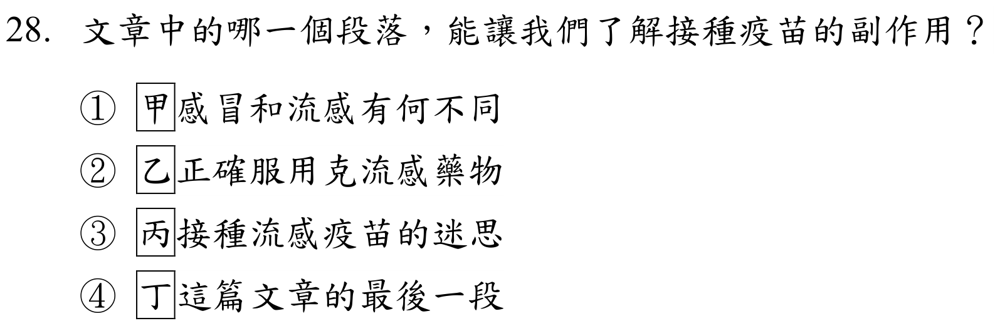 28. 文章中的哪一個段落，能讓我們了解接種疫苗的副作用？
① 甲感冒和流感有何不同
② 乙正確服用克流感藥物
③ 丙接種流感疫苗的迷思
④ 丁這篇文章的最後一段